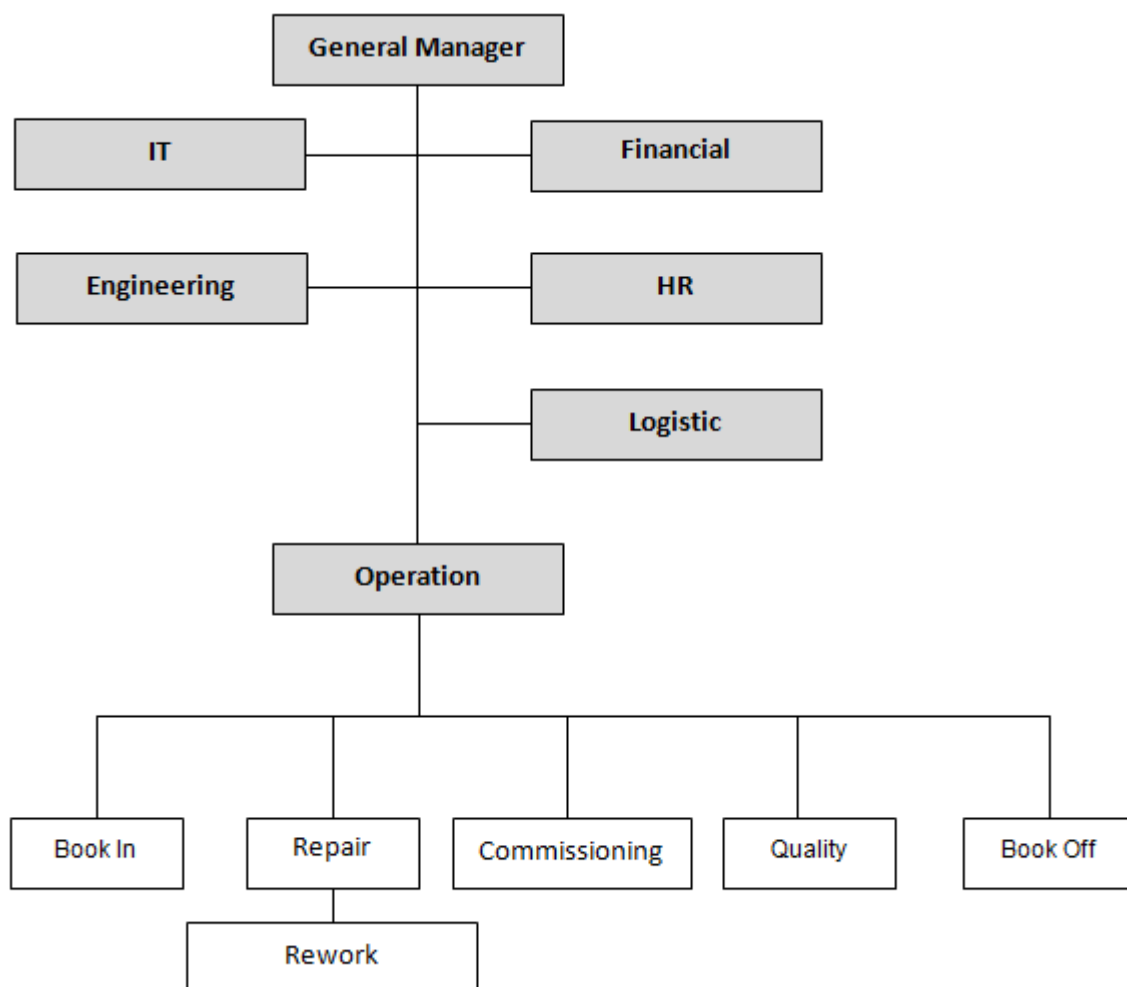 General Manager
IT
Financial
Engineering
HR
Logistic
Operation
Book In
Repair
Commissioning
Quality
Book Off
Rework